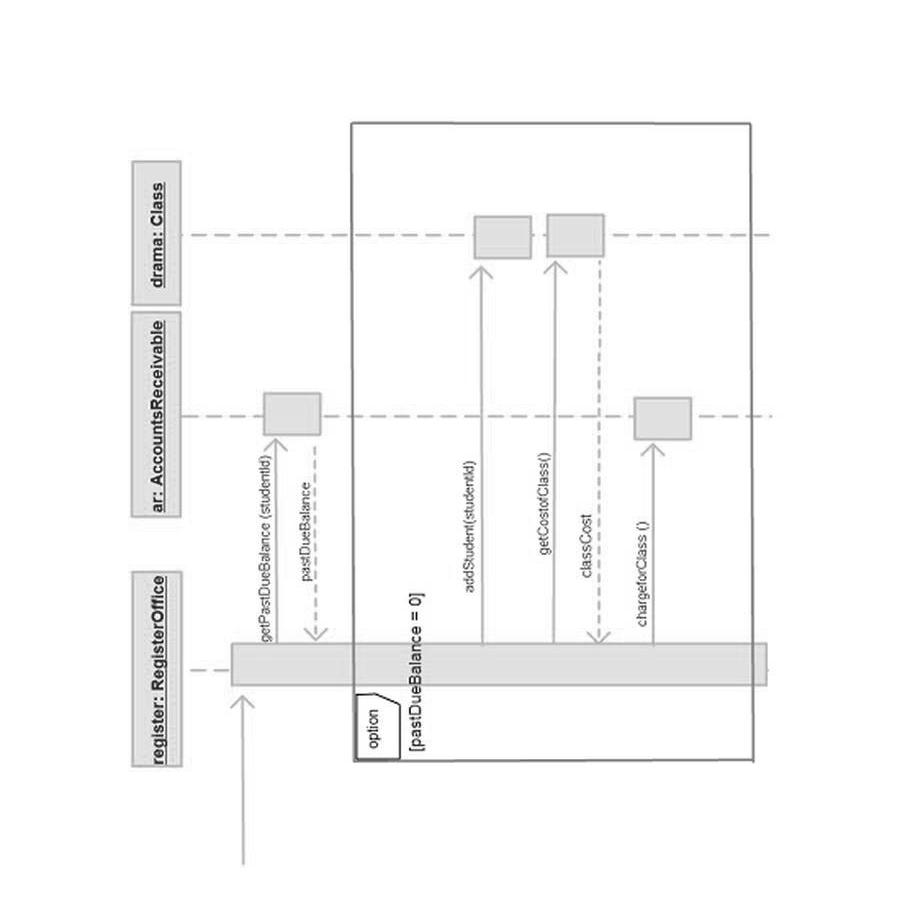 register: RegisterOffice
ar: AccountsReceivable
drama: Class
getPastDueBalance (studentId)
pastDueBalance
option
[pastDueBalance = 0]
addStudent(studentId)
getCostofClass()
classCost
chargeforClass ()